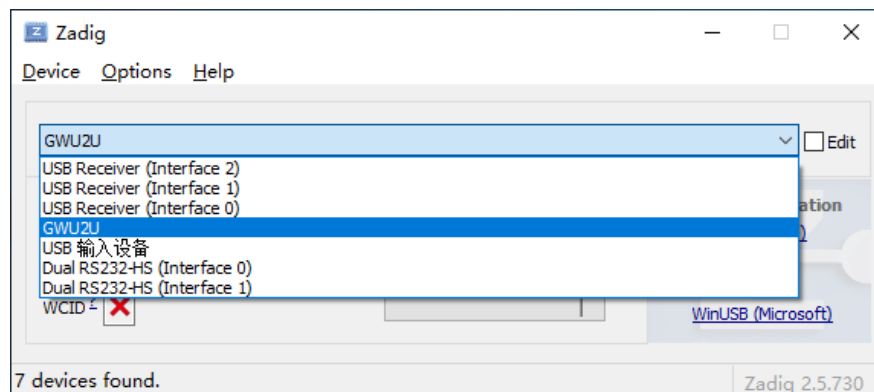 Zadig
Device Options Help
GWU2U
Edit
USB Receiver (Interface 2)
USB Receiver (Interface 1)
USB Receiver (Interface 0)
GWU2U
USB 输入设备
Dual RS232-HS (Interface 0)
Dual RS232-HS (Interface 1)
ation
)
WCID ?
WinUSB (Microsoft)
7 devices found.
Zadig 2.5.730